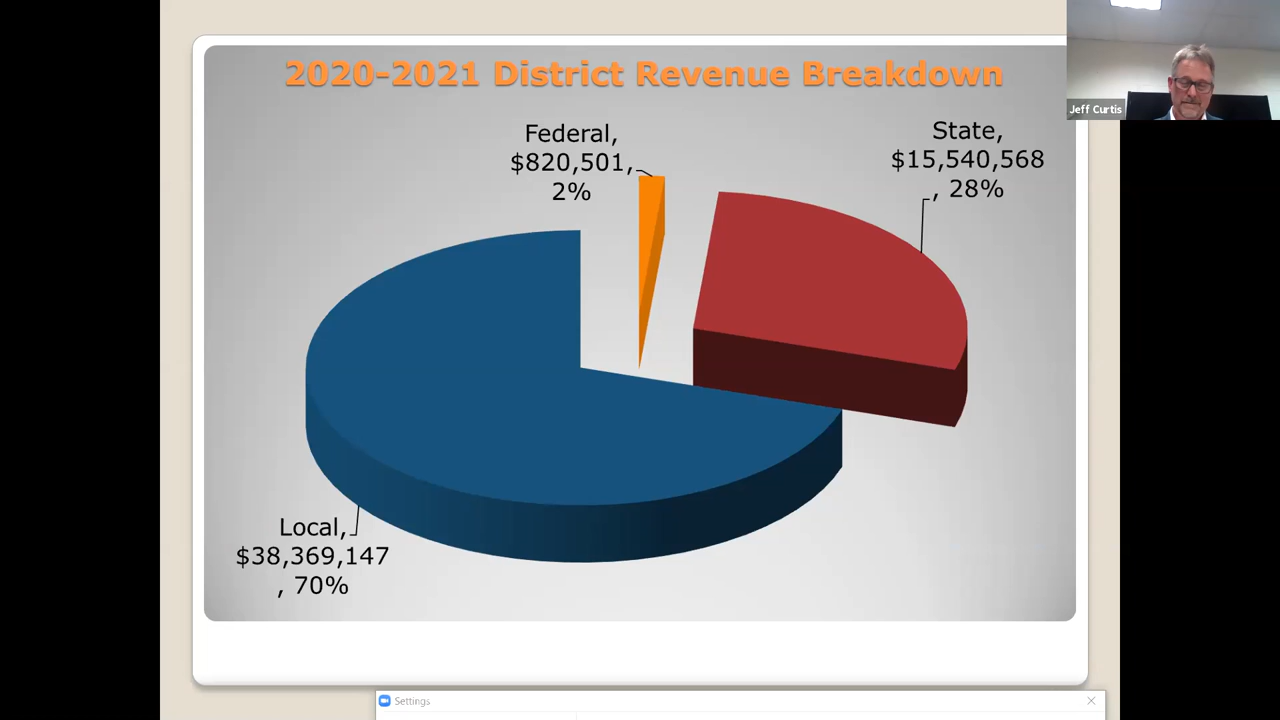 2020-2021 District Revenue Breakdown
Federal,
$820,501,
2%
State,
$15,540,568
, 28%
Jeff Curtis
Local,
$38,369,147
, 70%
Settings